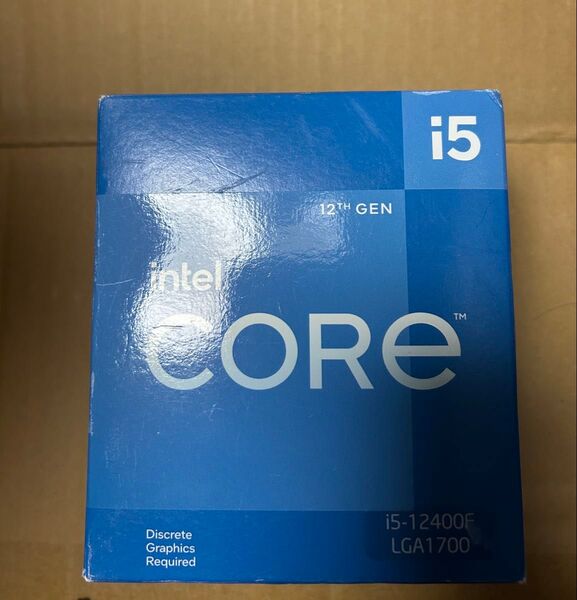 i5
12TH GEN
intel
CORe™
i5-12400F
LGA1700
Discrete
Graphics
Required